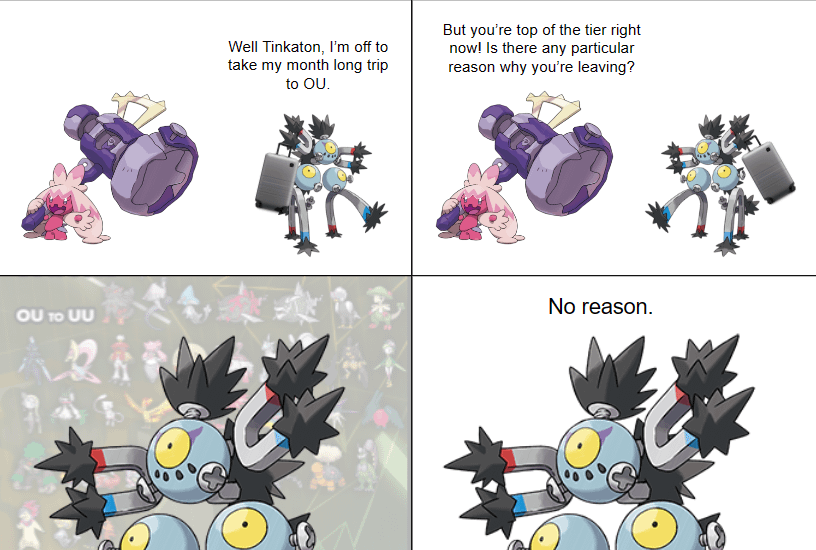 Well Tinkaton, I’m off to
take my month long trip
to OU.
But you’re top of the tier right
now! Is there any particular
reason why you’re leaving?
OU TO UU
No reason.